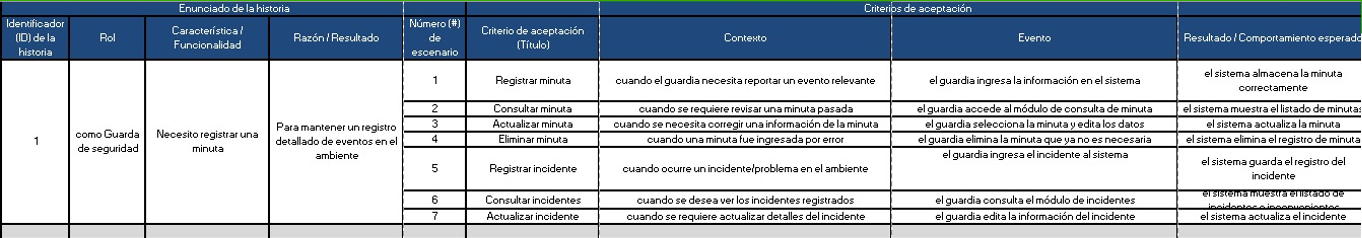 Enunciado de la historia
Criterios de aceptación
Identificador
(ID) de la
historia
Rol
Característica /
Funcionalidad
Razón / Resultado
Número (#)
de
escenario
Criterio de aceptación
(Título)
Contexto
Evento
Resultado / Comportamiento esperado
1
como Guarda
de seguridad
Necesito registrar una
minuta
Para mantener un registro
detallado de eventos en el
ambiente
1
Registrar minuta
cuando el guardia necesita reportar un evento relevante
el guardia ingresa la información en el sistema
el sistema almacena la minuta
correctamente
2
Consultar minuta
cuando se requiere revisar una minuta pasada
el guardia accede al módulo de consulta de minuta
el sistema muestra el listado de minutas
3
Actualizar minuta
cuando se necesita corregir una información de la minuta
el guardia selecciona la minuta y edita los datos
el sistema actualiza la minuta
4
Eliminar minuta
cuando una minuta fue ingresada por error
el guardia elimina la minuta que ya no es necesaria
el sistema elimina el registro de minuta
5
Registrar incidente
cuando ocurre un incidente/problema en el ambiente
el guardia ingresa el incidente al sistema
el sistema guarda el registro del
incidente
6
Consultar incidentes
cuando se desea ver los incidentes registrados
el guardia consulta el módulo de incidentes
el sistema muestra el listado de
incidentes e inconvenientes
7
Actualizar incidente
cuando se requiere actualizar detalles del incidente
el guardia edita la información del incidente
el sistema actualiza el incidente